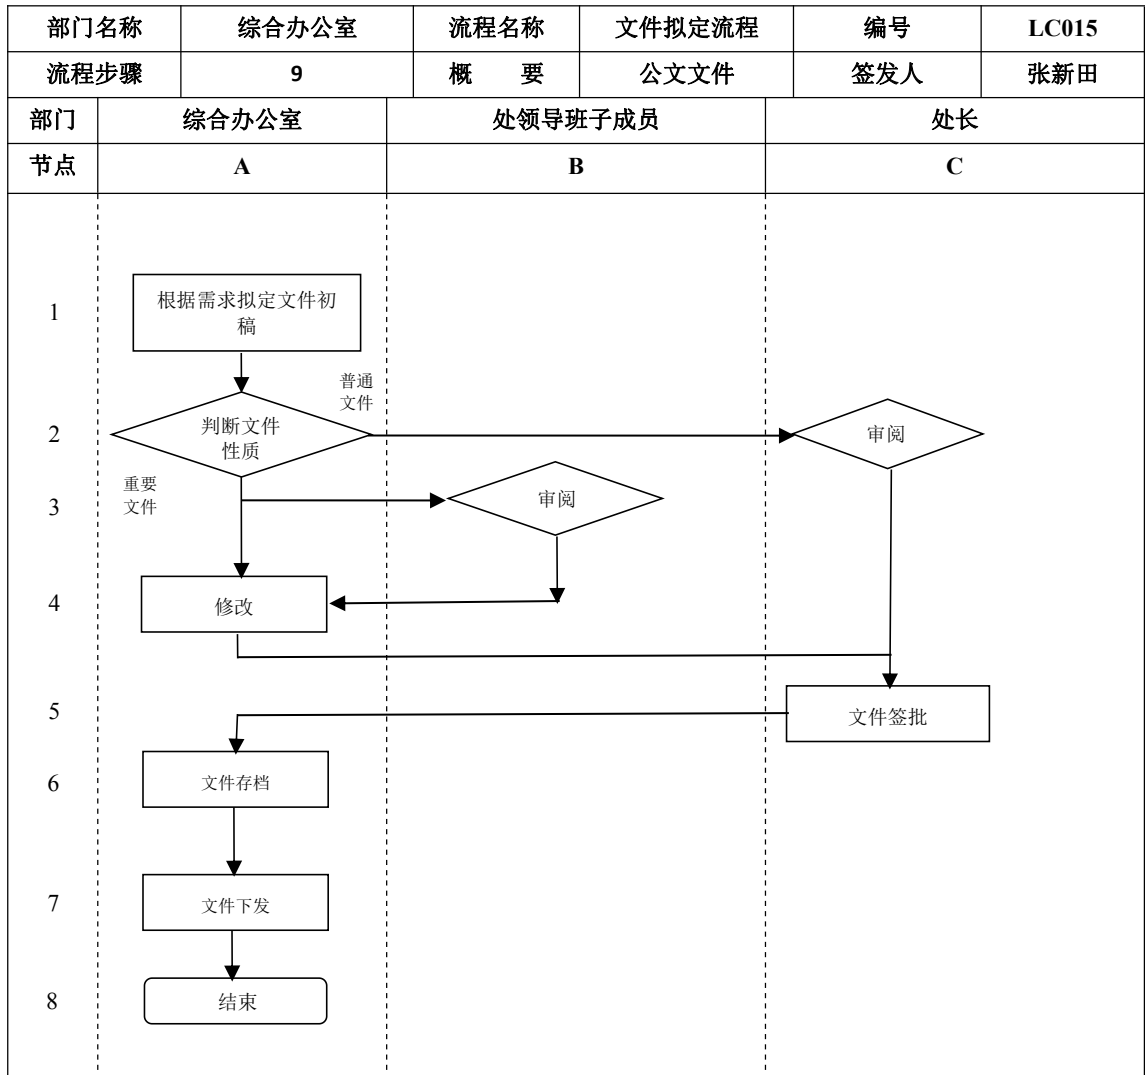 部门名称 综合办公室 流程名称 文件拟定流程 编号 LC015
流程步骤 9 概 要 公文文件 签发人 张新田
部门 综合办公室 处领导班子成员 处长
节点 A B C
1
根据需求拟定文件初
稿
普通
文件
2
判断文件
性质
审阅
重要
文件
3
审阅
4
修改
5
文件签批
6
文件存档
7
文件下发
8
结束